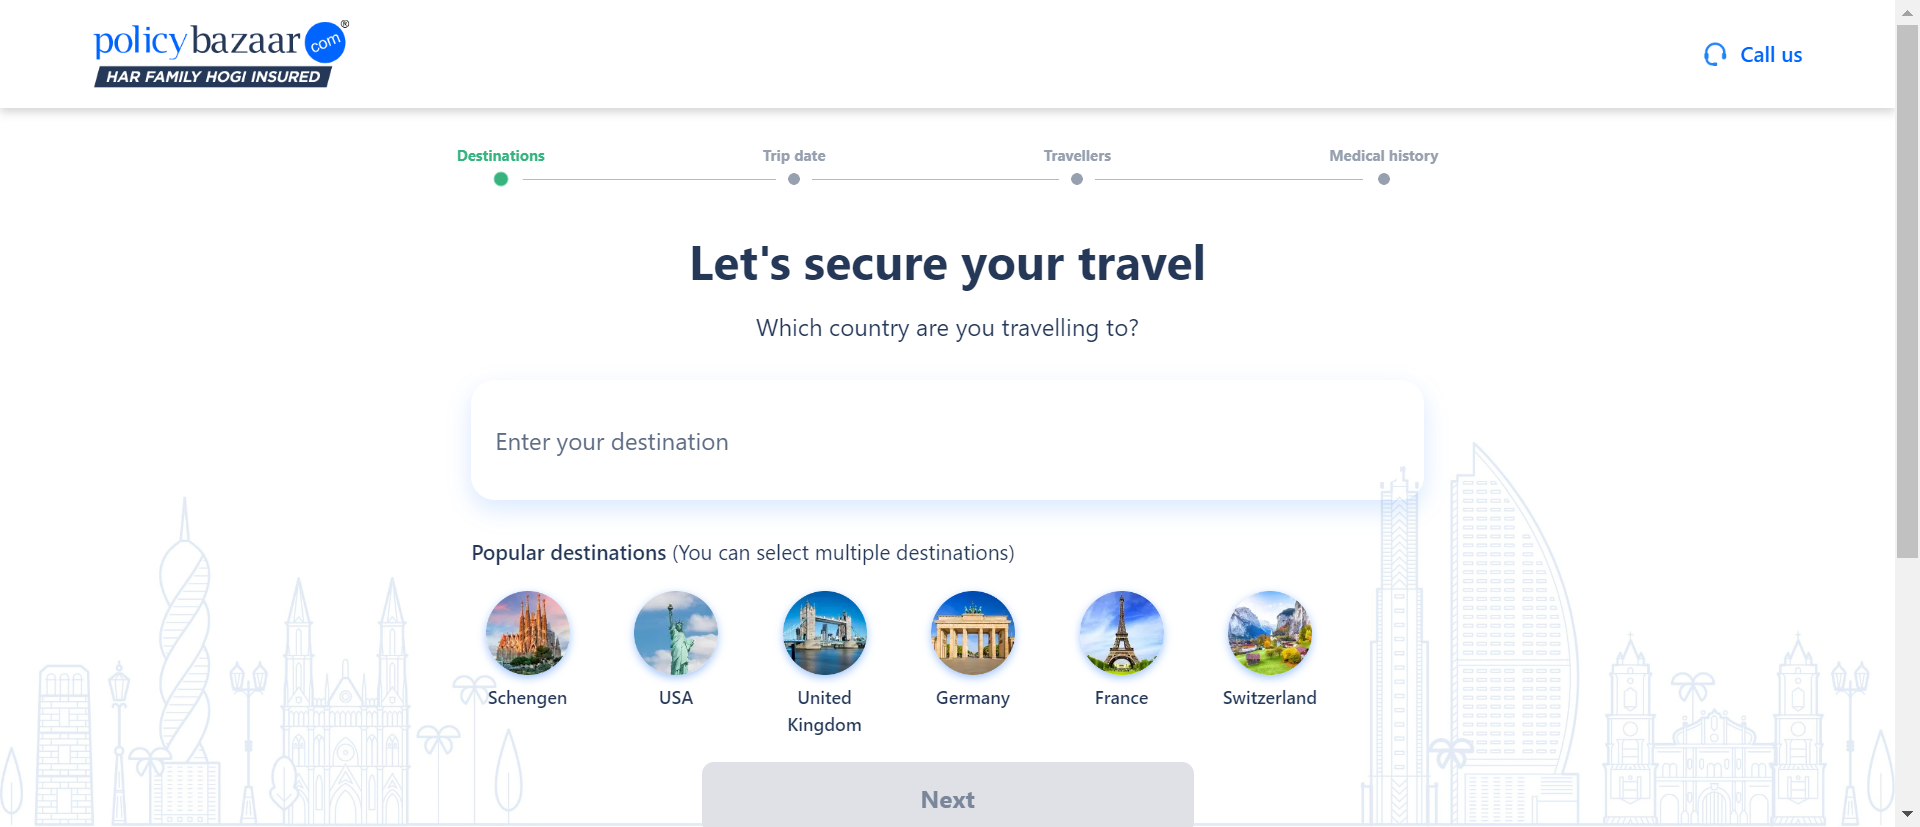 policybazaar com ®
HAR FAMILY HOGI INSURED
Call us
Destinations
Trip date
Travellers
Medical history
Let's secure your travel
Which country are you travelling to?
Enter your destination
Popular destinations (You can select multiple destinations)
Schengen
USA
United
Kingdom
Germany
France
Switzerland
Next